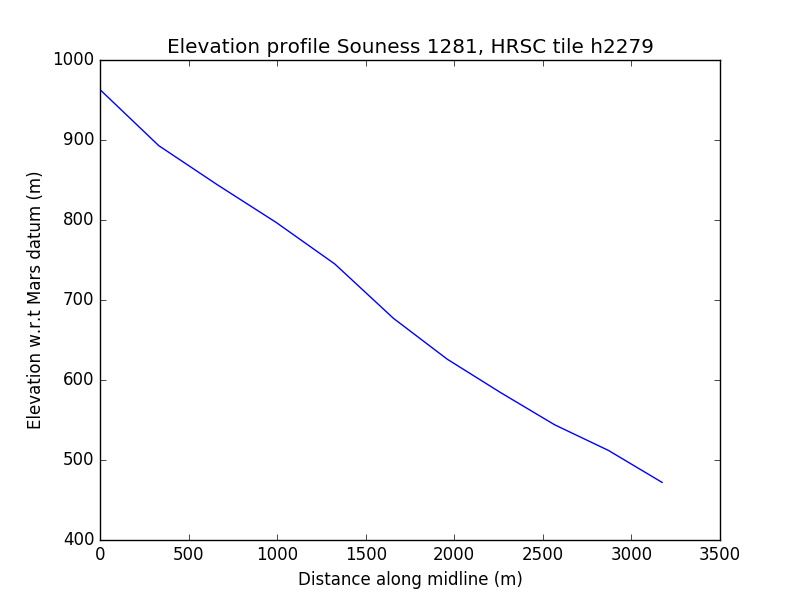 Elevation profile Souness 1281, HRSC tile h2279
Elevation w.r.t Mars datum (m)
1000
900
800
700
600
500
400
0 500 1000 1500 2000 2500 3000 3500
Distance along midline (m)